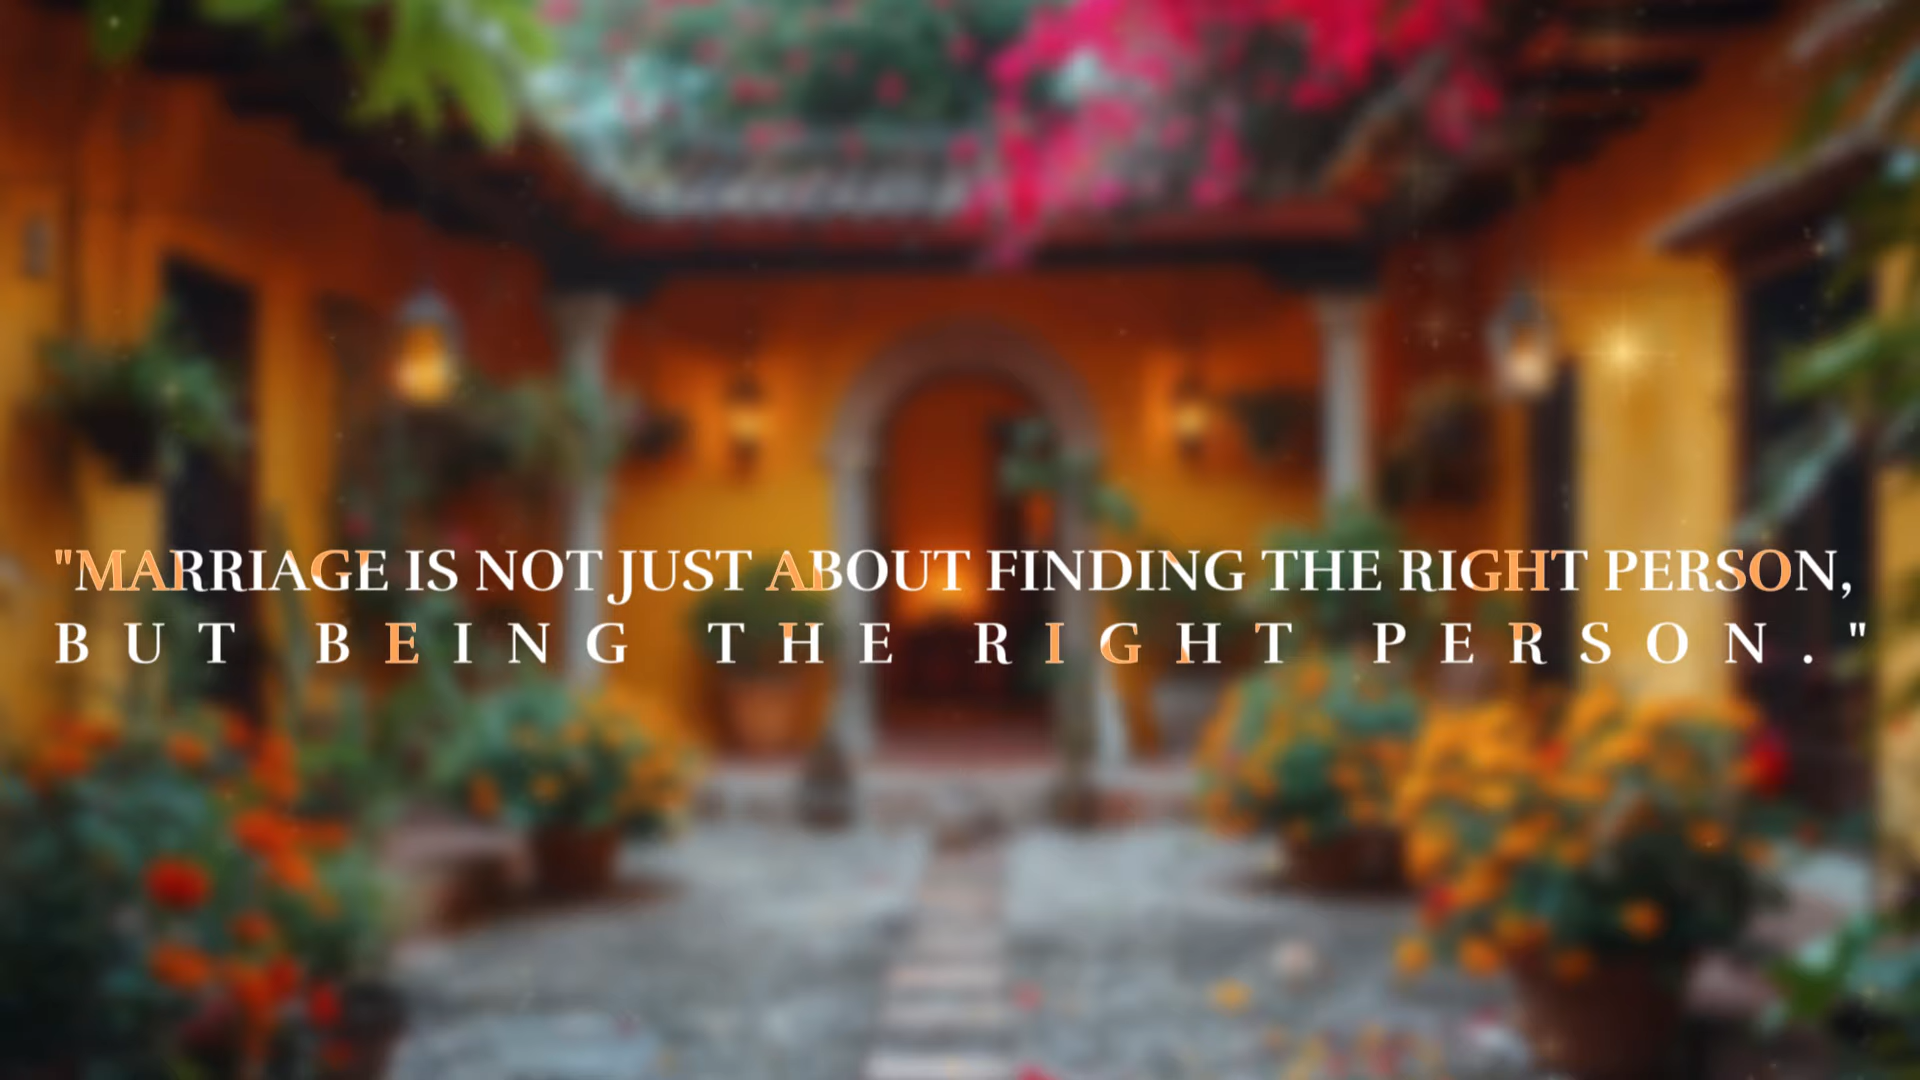 "MARRIAGE IS NOT JUST ABOUT FINDING THE RIGHT PERSON,
BUT BEING THE RIGHT PERSON."